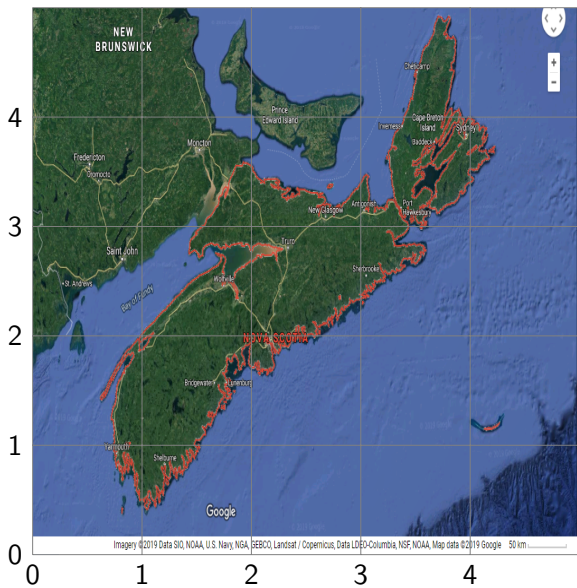 NEW
BRUNSWICK
Cheticamp
Prince
Edward Island
Inverness
Cape Breton
Island
Sydney
Baddeck
Moncton
Fredericton
Oromocto
New Glasgow
Antigonish
Port
Hawkesbury
Saint John
Truro
St. Andrews
Wolfville
Sherbrooke
Bay of Fundy
NOVA SCOTIA
Bridgewater
Lunenburg
Yarmouth
Shelburne
Google
Imagery ©2019 Data SIO, NOAA, U.S. Navy, NGA, GEBCO, Landsat / Copernicus, Data LDEO-Columbia, NSF, NOAA, Map data ©2019 Google 50 km
+
−
4
3
2
1
0
0 1 2 3 4